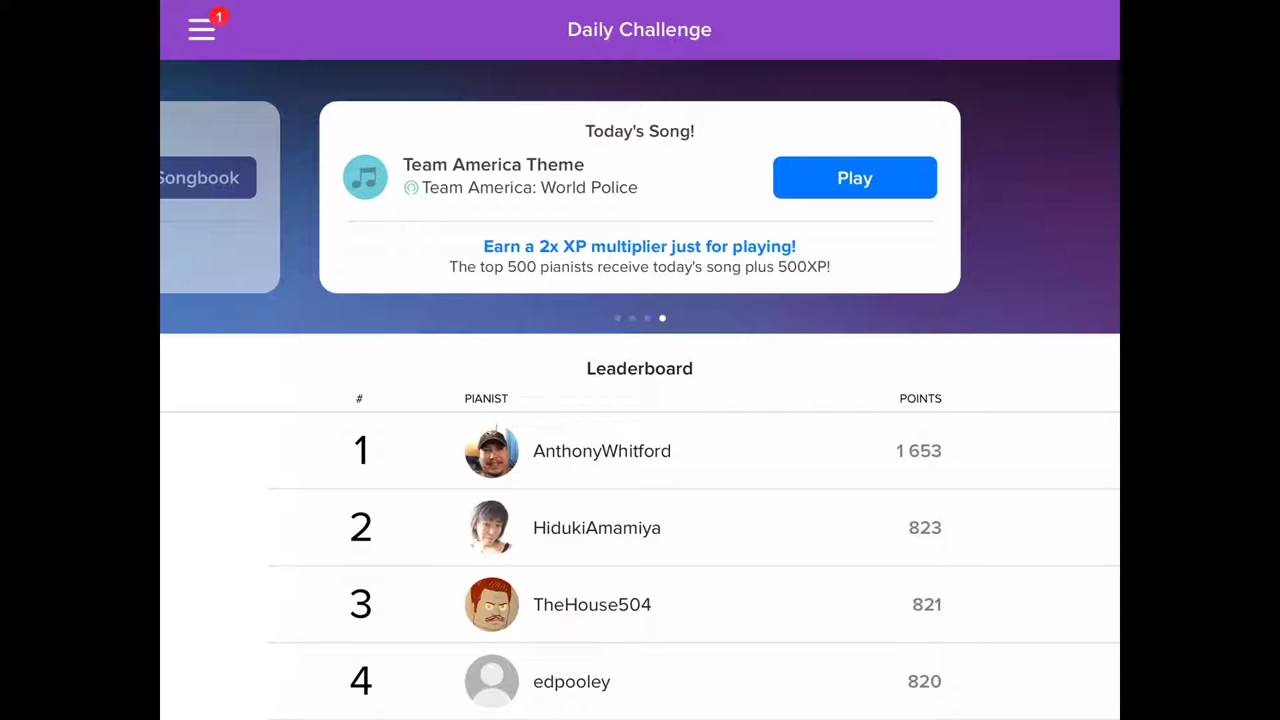 1
Daily Challenge
Songbook
Today's Song!
Team America Theme
Team America: World Police
Play
Earn a 2x XP multiplier just for playing!
The top 500 pianists receive today's song plus 500XP!
Leaderboard
# PIANIST POINTS
1 AnthonyWhitford 1 653
2 HidukiAmamiya 823
3 TheHouse504 821
4 edpooley 820